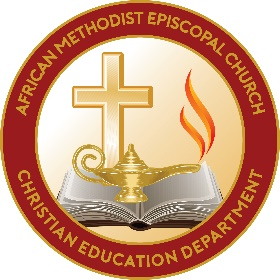 AFRICAN METHODIST EPISCOPAL CHURCH
CHRISTIAN EDUCATION DEPARTMENT